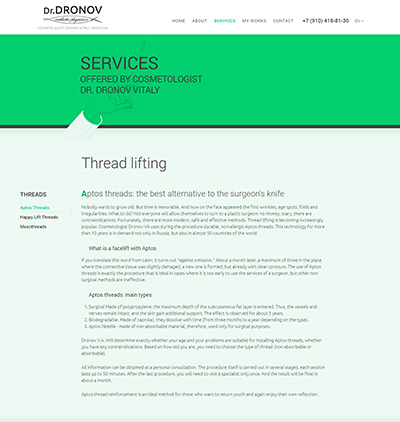 Dr.DRONOV
COSMETOLOGIST DERONOV VITALY, MOSCOW
HOME ABOUT SERVICES MY WORKS CONTACT +7 (910) 418-81-30 EN
SERVICES
OFFERED BY COSMETOLOGIST
DR. DRONOV VITALY
Thread lifting
THREADS
Aptos Threads
Happy Lift Threads
Mesothreads
Aptos threads: the best alternative to the surgeon's knife
Nobody wants to grow old. But time is inexorable. And now on the face appeared the first wrinkles, age spots, folds and
irregularities. What to do? Not everyone will allow themselves to turn to a plastic surgeon: no money, scary, there are
contraindications. Fortunately, there are more modern, safe and effective methods. Thread lifting is becoming increasingly
popular. Cosmetologist Dronov VA uses during the procedure durable, non-allergic Aptos threads. This technology for more
than 10 years is in demand not only in Russia, but also in almost 50 countries of the world.
What is a facelift with Aptos
If you translate this word from Latin, it turns out "against omission." About a month later, a maximum of three in the place
where the connective tissue was slightly damaged, a new one is formed, but already with clear contours. The use of Aptos
threads is exactly the procedure that is ideal in cases where it is too early to use the services of a surgeon, but other non-
surgical methods are ineffective.
Aptos threads: main types
1. Surgical Made of polypropylene, the maximum depth of the subcutaneous fat layer is entered. Thus, the vessels and
nerves remain intact, and the skin gain additional support. The effect is observed for about 5 years.
2. Biodegradable. Made of caprolac, they dissolve with time (from three months to a year depending on the type).
3. Aptos Needle - made of non-absorbable material, therefore, used only for surgical purposes.
Dronov V.A. Will determine exactly whether your age and your problems are suitable for installing Aptos threads, whether
you have any contraindications. Based on how old you are, you need to choose the type of thread (non-absorbable or
absorbable).
All information can be obtained at a personal consultation. The procedure itself is carried out in several stages, each session
lasts up to 50 minutes. After the last procedure, you will need to visit a specialist only once. And the result will be final in
about a month.
Aptos thread reinforcement is an ideal method for those who want to return youth and again enjoy their own reflection.